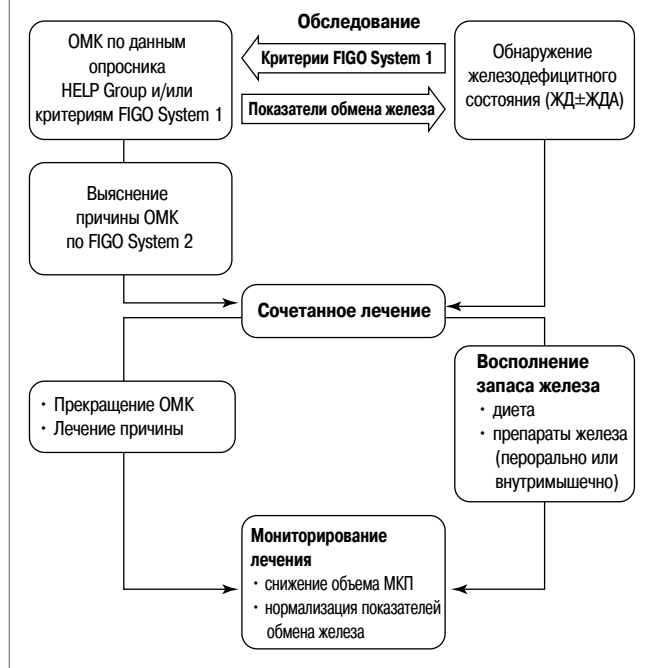 Обследование
ОМК по данным
опросника
HELP Group и/или
критериям FIGO System 1
Критерии FIGO System 1
Показатели обмена железа
Обнаружение
железодефицитного
состояния (ЖД±ЖДА)
Выяснение
причины ОМК
по FIGO System 2
Сочетанное лечение
· Прекращение ОМК
· Лечение причины
Восполнение
запаса железа
· диета
· препараты железа
(перорально или
внутримышечно)
Мониторирование
лечения
· снижение объема МКП
· нормализация показателей
обмена железа